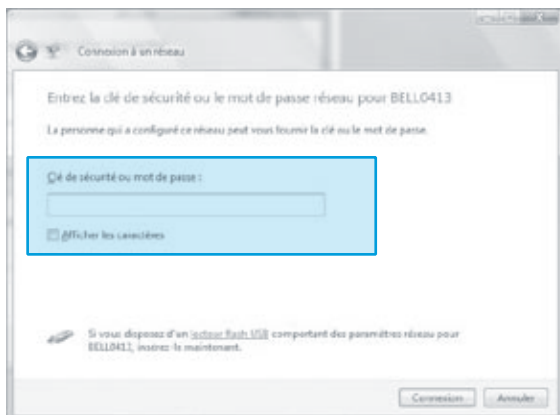 Connexion à un réseau
Entrez la clé de sécurité ou le mot de passe réseau pour BELL0413
La personne qui a configuré ce réseau peut vous fournir la clé ou le mot de passe.
Clé de sécurité ou mot de passe :
Afficher les caractères
Si vous disposez d'un lecteur flash USB comportant des paramètres réseau pour
BELL0413, insérez-le maintenant.
Connexion Annuler